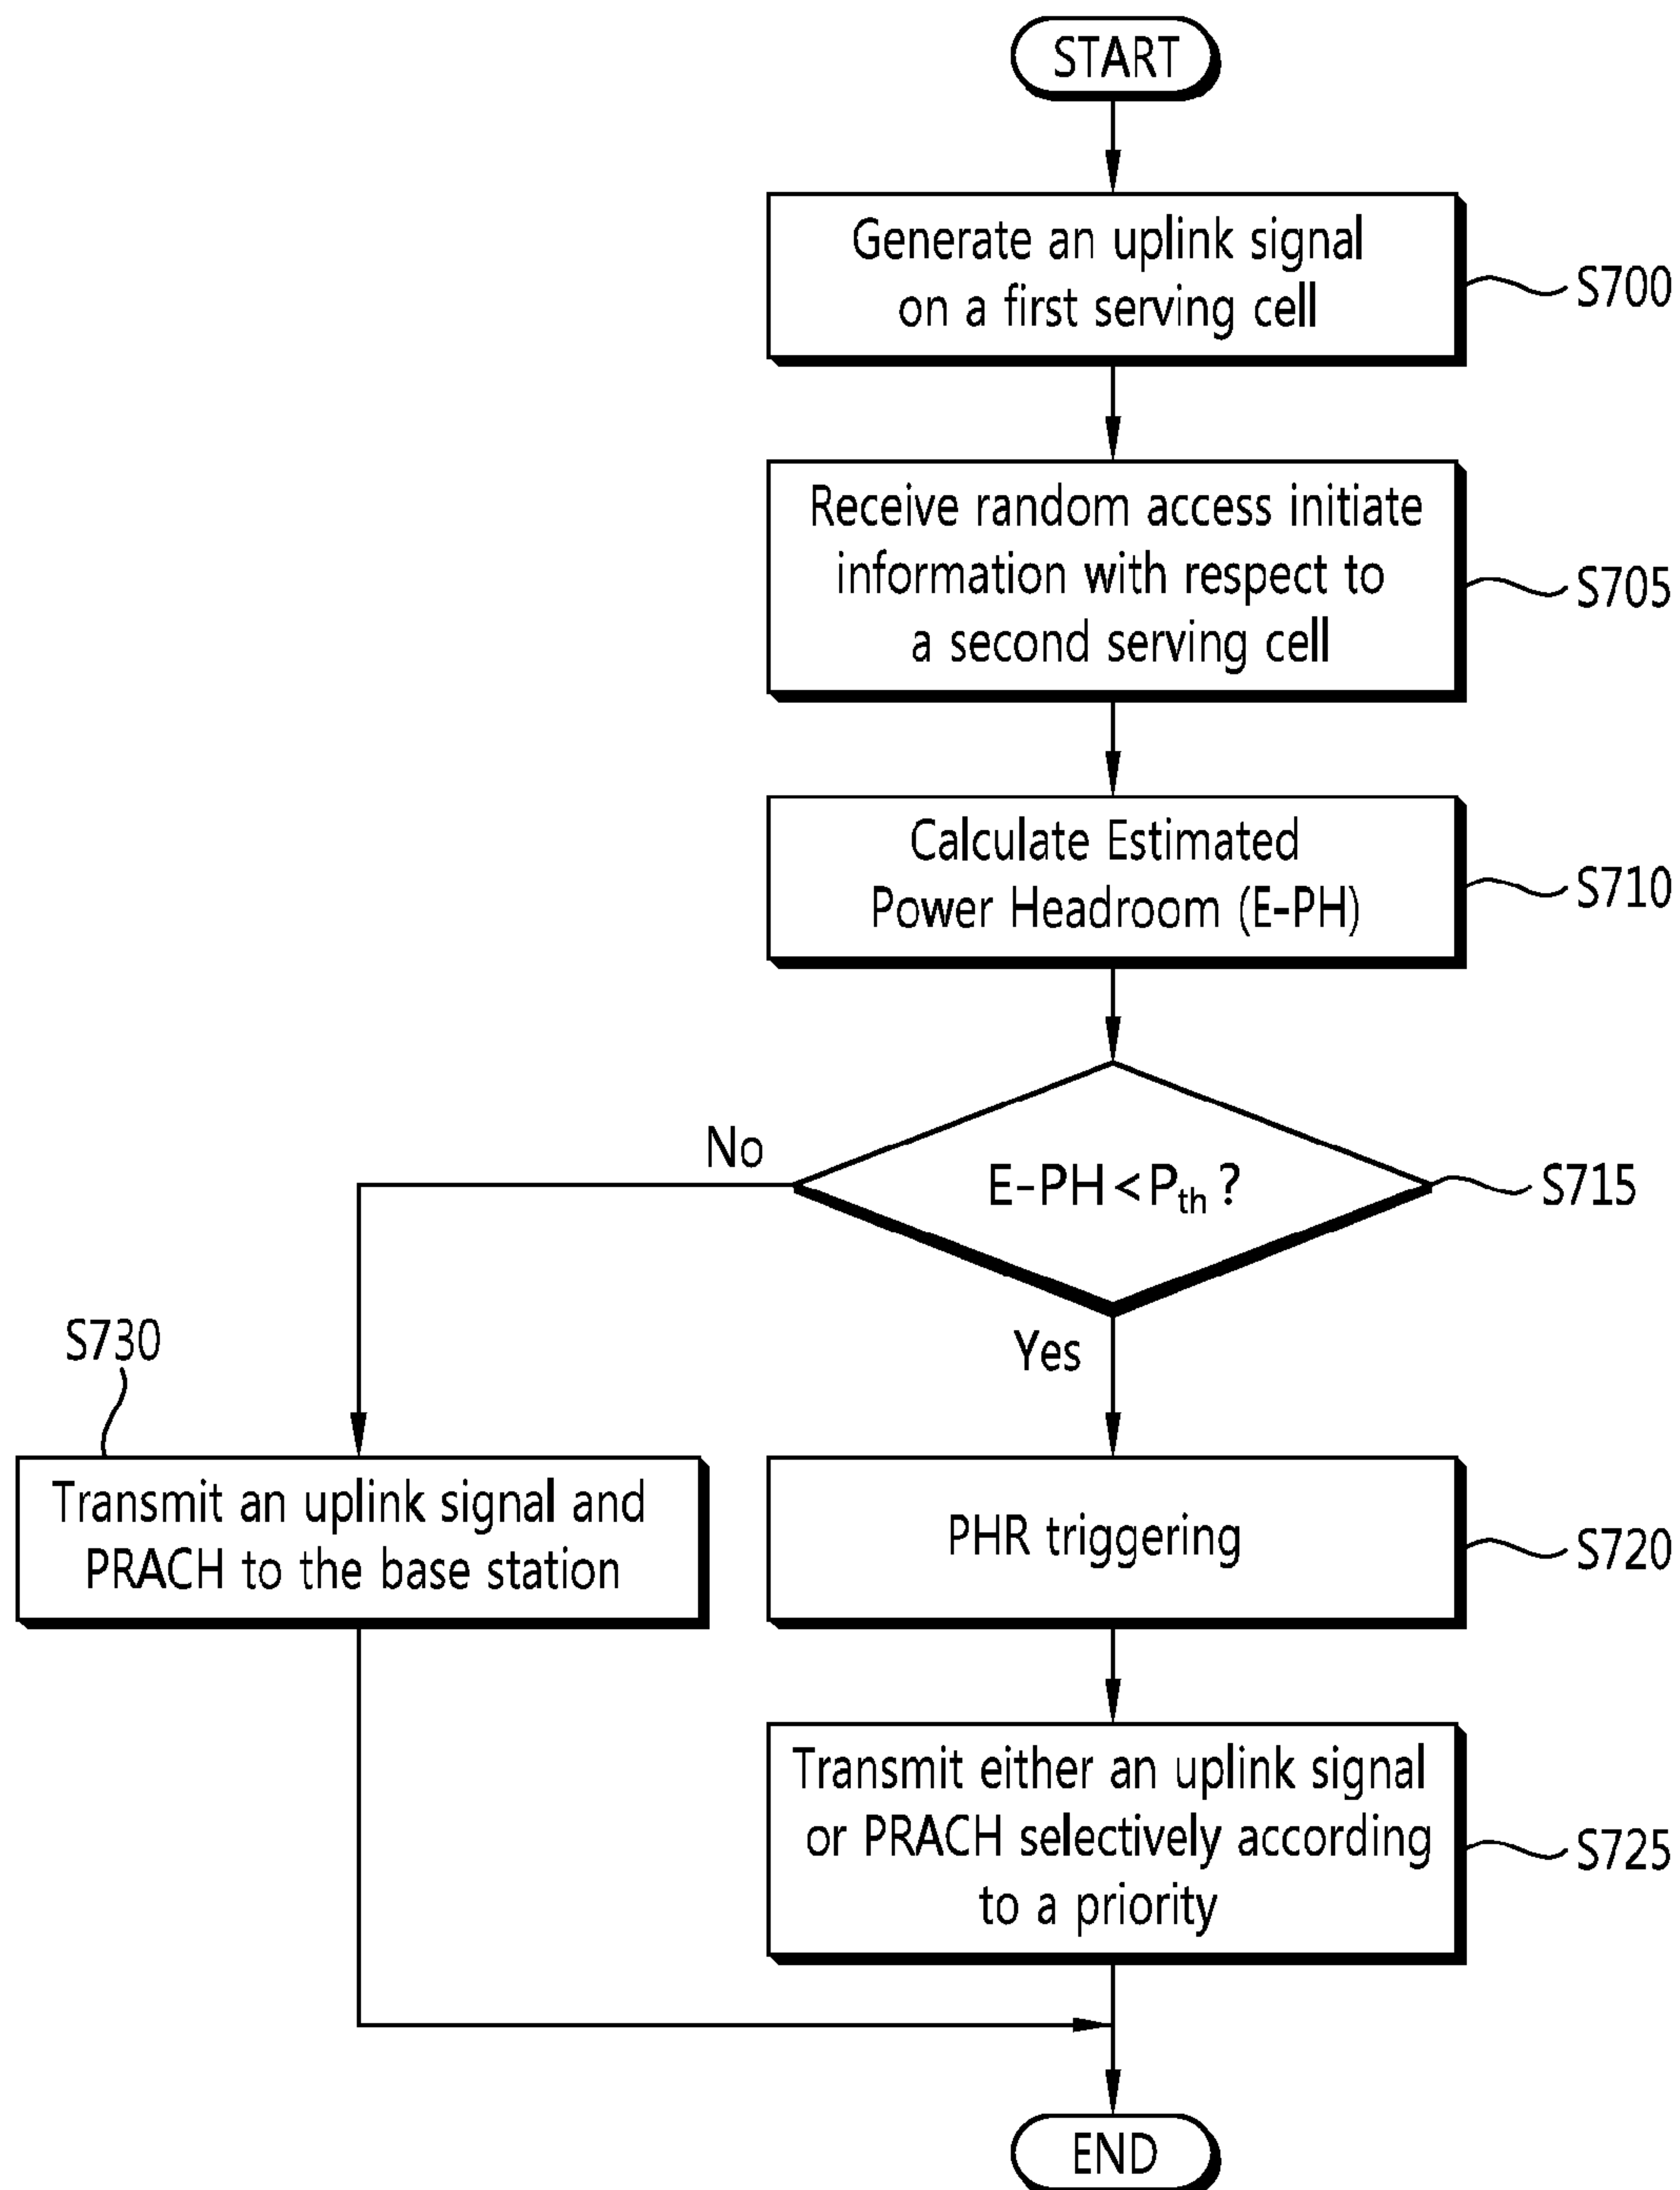 START
Generate an uplink signal
on a first serving cell
S700
Receive random access initiate
information with respect to
a second serving cell
S705
Calculate Estimated
Power Headroom (E-PH)
S710
No
E-PH<Pth ?
S715
S730
Yes
Transmit an uplink signal and
PRACH to the base station
PHR triggering
S720
Transmit either an uplink signal
or PRACH selectively according
to a priority
S725
END